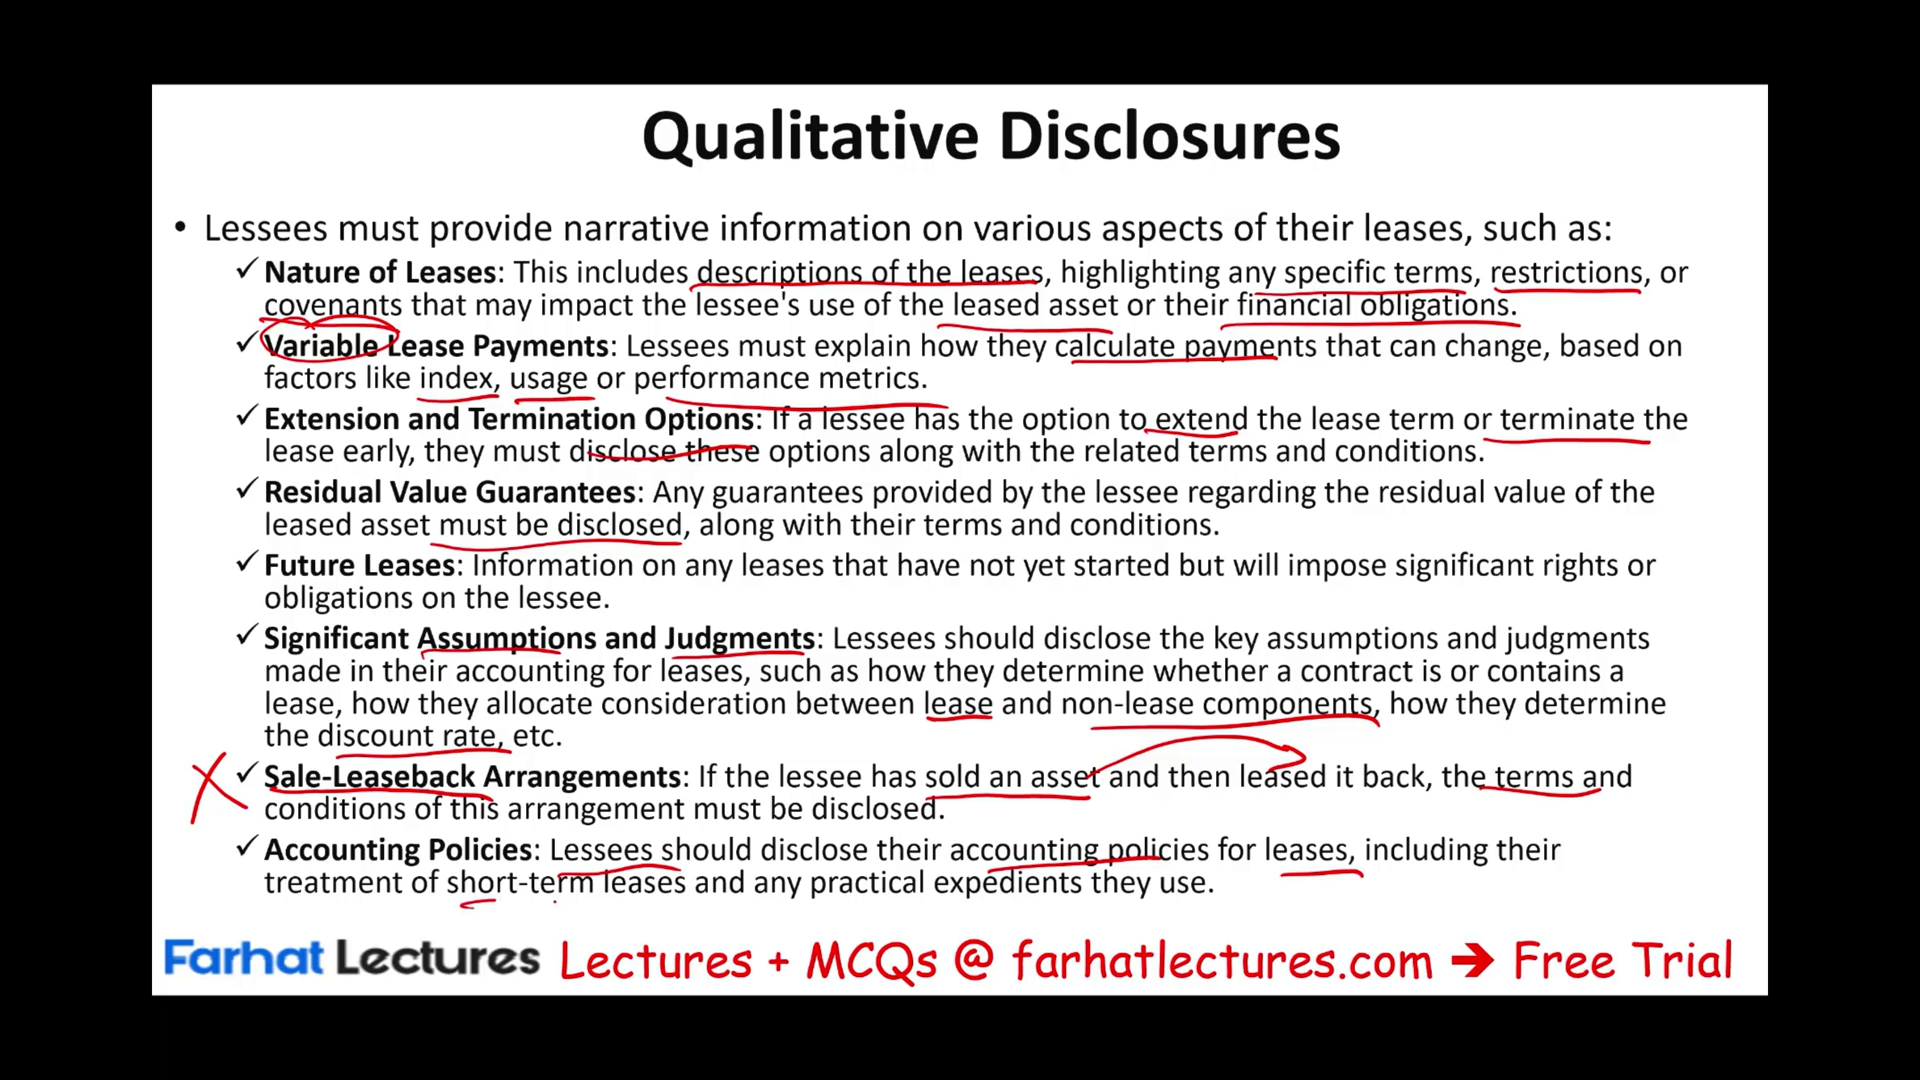 Qualitative Disclosures
• Lessees must provide narrative information on various aspects of their leases, such as:
✓ Nature of Leases: This includes descriptions of the leases, highlighting any specific terms, restrictions, or
covenants that may impact the lessee's use of the leased asset or their financial obligations.
✓ Variable Lease Payments: Lessees must explain how they calculate payments that can change, based on
factors like index, usage or performance metrics.
✓ Extension and Termination Options: If a lessee has the option to extend the lease term or terminate the
lease early, they must disclose these options along with the related terms and conditions.
✓ Residual Value Guarantees: Any guarantees provided by the lessee regarding the residual value of the
leased asset must be disclosed, along with their terms and conditions.
✓ Future Leases: Information on any leases that have not yet started but will impose significant rights or
obligations on the lessee.
✓ Significant Assumptions and Judgments: Lessees should disclose the key assumptions and judgments
made in their accounting for leases, such as how they determine whether a contract is or contains a
lease, how they allocate consideration between lease and non-lease components, how they determine
the discount rate, etc.
✓ Sale-Leaseback Arrangements: If the lessee has sold an asset and then leased it back, the terms and
conditions of this arrangement must be disclosed.
✓ Accounting Policies: Lessees should disclose their accounting policies for leases, including their
treatment of short-term leases and any practical expedients they use.
Farhat Lectures Lectures + MCQs @ farhatlectures.com ➔ Free Trial